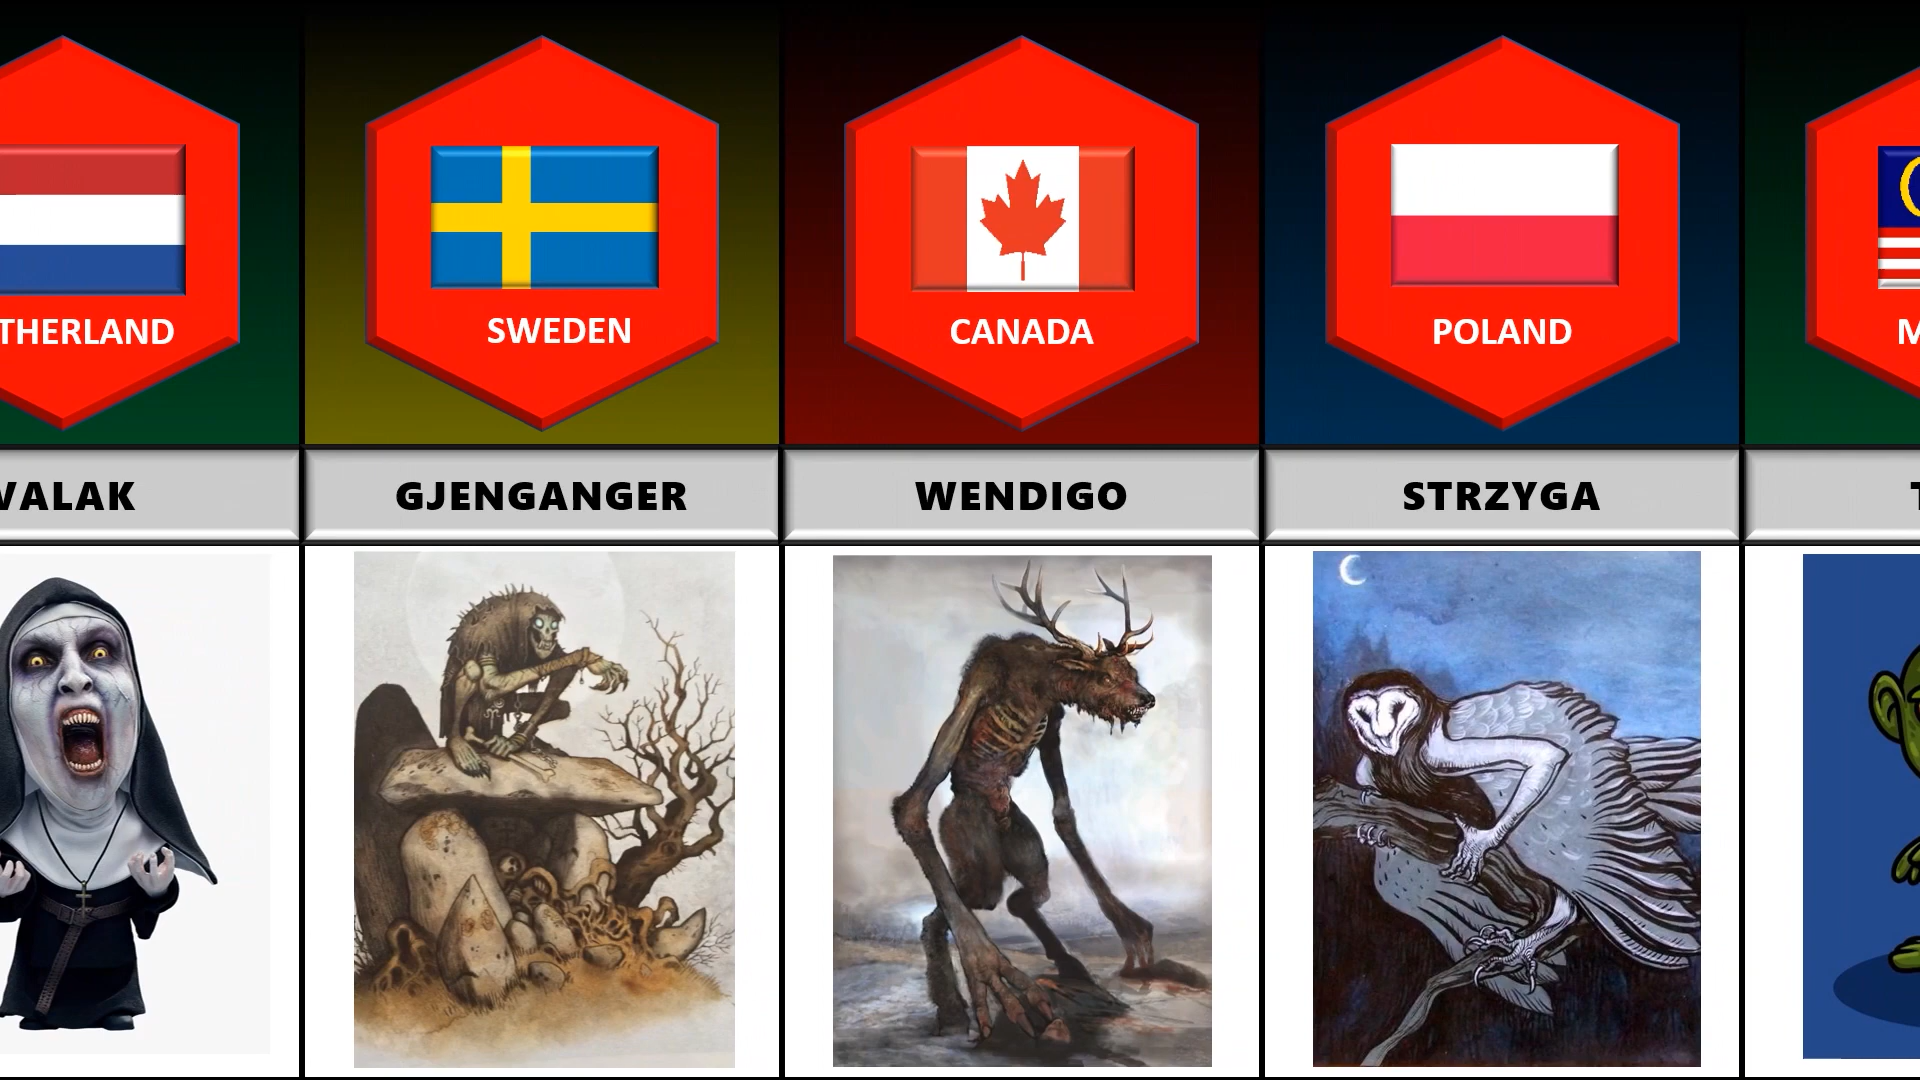 THERLAND
SWEDEN
CANADA
POLAND
M
VALAK
GJENGANGER
WENDIGO
STRZYGA
T